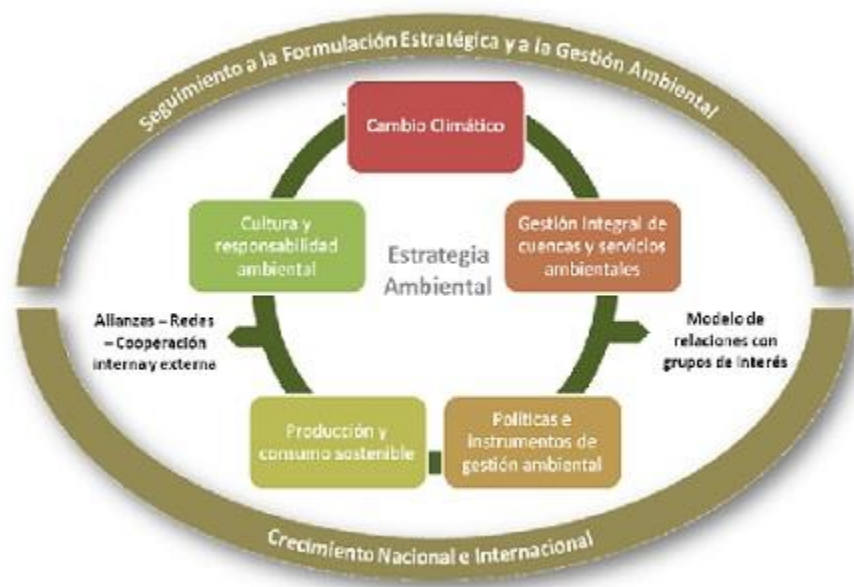 Seguimiento a la Formulación Estratégica y a la Gestión Ambiental
Cambio Climático
Cultura y
responsabilidad
ambiental
Estrategia
Ambiental
Gestión Integral de
cuencas y servicios
ambientales
Alianzas – Redes
– Cooperación
interna y externa
Modelo de
relaciones con
grupos de Interés
Producción y
consumo sostenible
Políticas e
Instrumentos de
gestión ambiental
Crecimiento Nacional e Internacional